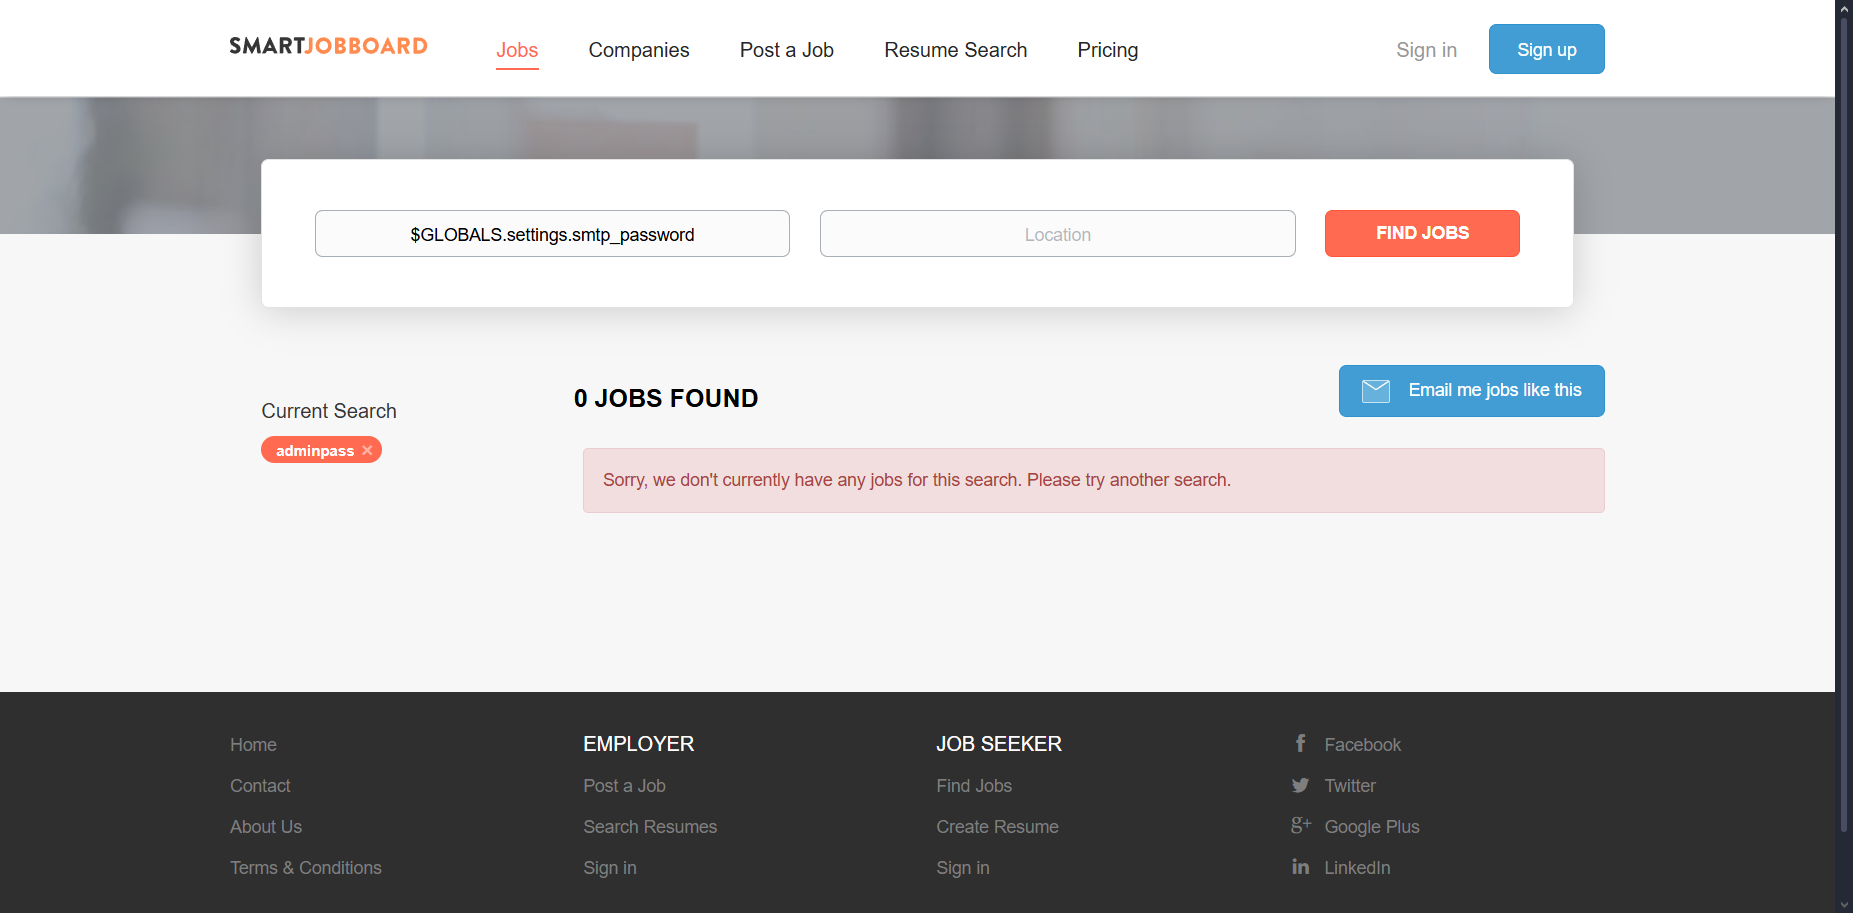 SMARTJOBBOARD
Jobs
Companies
Post a Job
Resume Search
Pricing
Sign in
Sign up
$GLOBALS.settings.smtp_password
Location
FIND JOBS
Current Search
adminpass ×
0 JOBS FOUND
Email me jobs like this
Sorry, we don't currently have any jobs for this search. Please try another search.
Home
Contact
About Us
Terms & Conditions
EMPLOYER
Post a Job
Search Resumes
Sign in
JOB SEEKER
Find Jobs
Create Resume
Sign in
Facebook
Twitter
Google Plus
LinkedIn